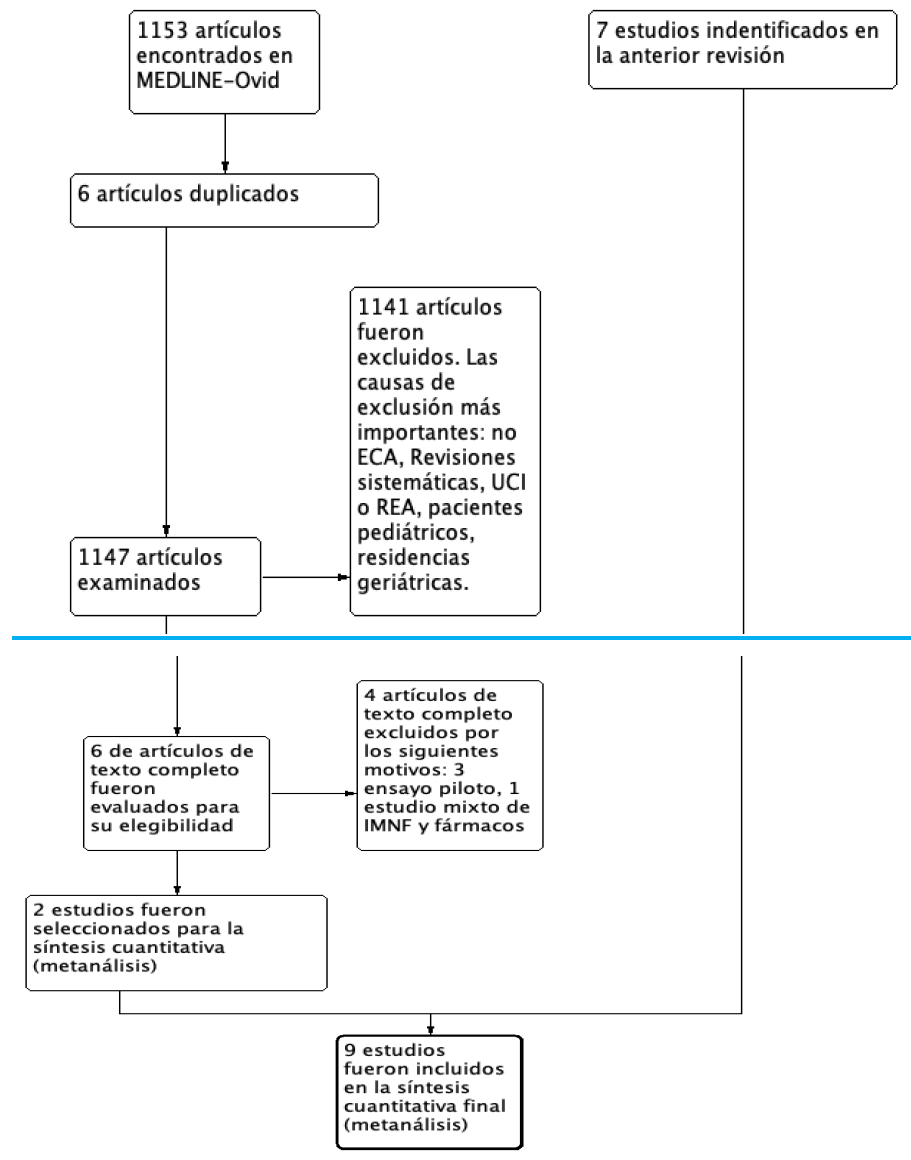 1153 artículos
encontrados en
MEDLINE-Ovid
7 estudios indentificados en
la anterior revisión
6 artículos duplicados
1141 artículos
fueron
excluidos. Las
causas de
exclusión más
importantes: no
ECA, Revisiones
sistemáticas, UCI
o REA, pacientes
pediátricos,
residencias
geriátricas.
1147 artículos
examinados
6 de artículos de
texto completo
fueron
evaluados para
su elegibilidad
4 artículos de
texto completo
excluidos por
los siguientes
motivos: 3
ensayo piloto, 1
estudio mixto de
IMNF y fármacos
2 estudios fueron
seleccionados para la
síntesis cuantitativa
(metanálisis)
9 estudios
fueron incluidos
en la síntesis
cuantitativa final
(metanálisis)